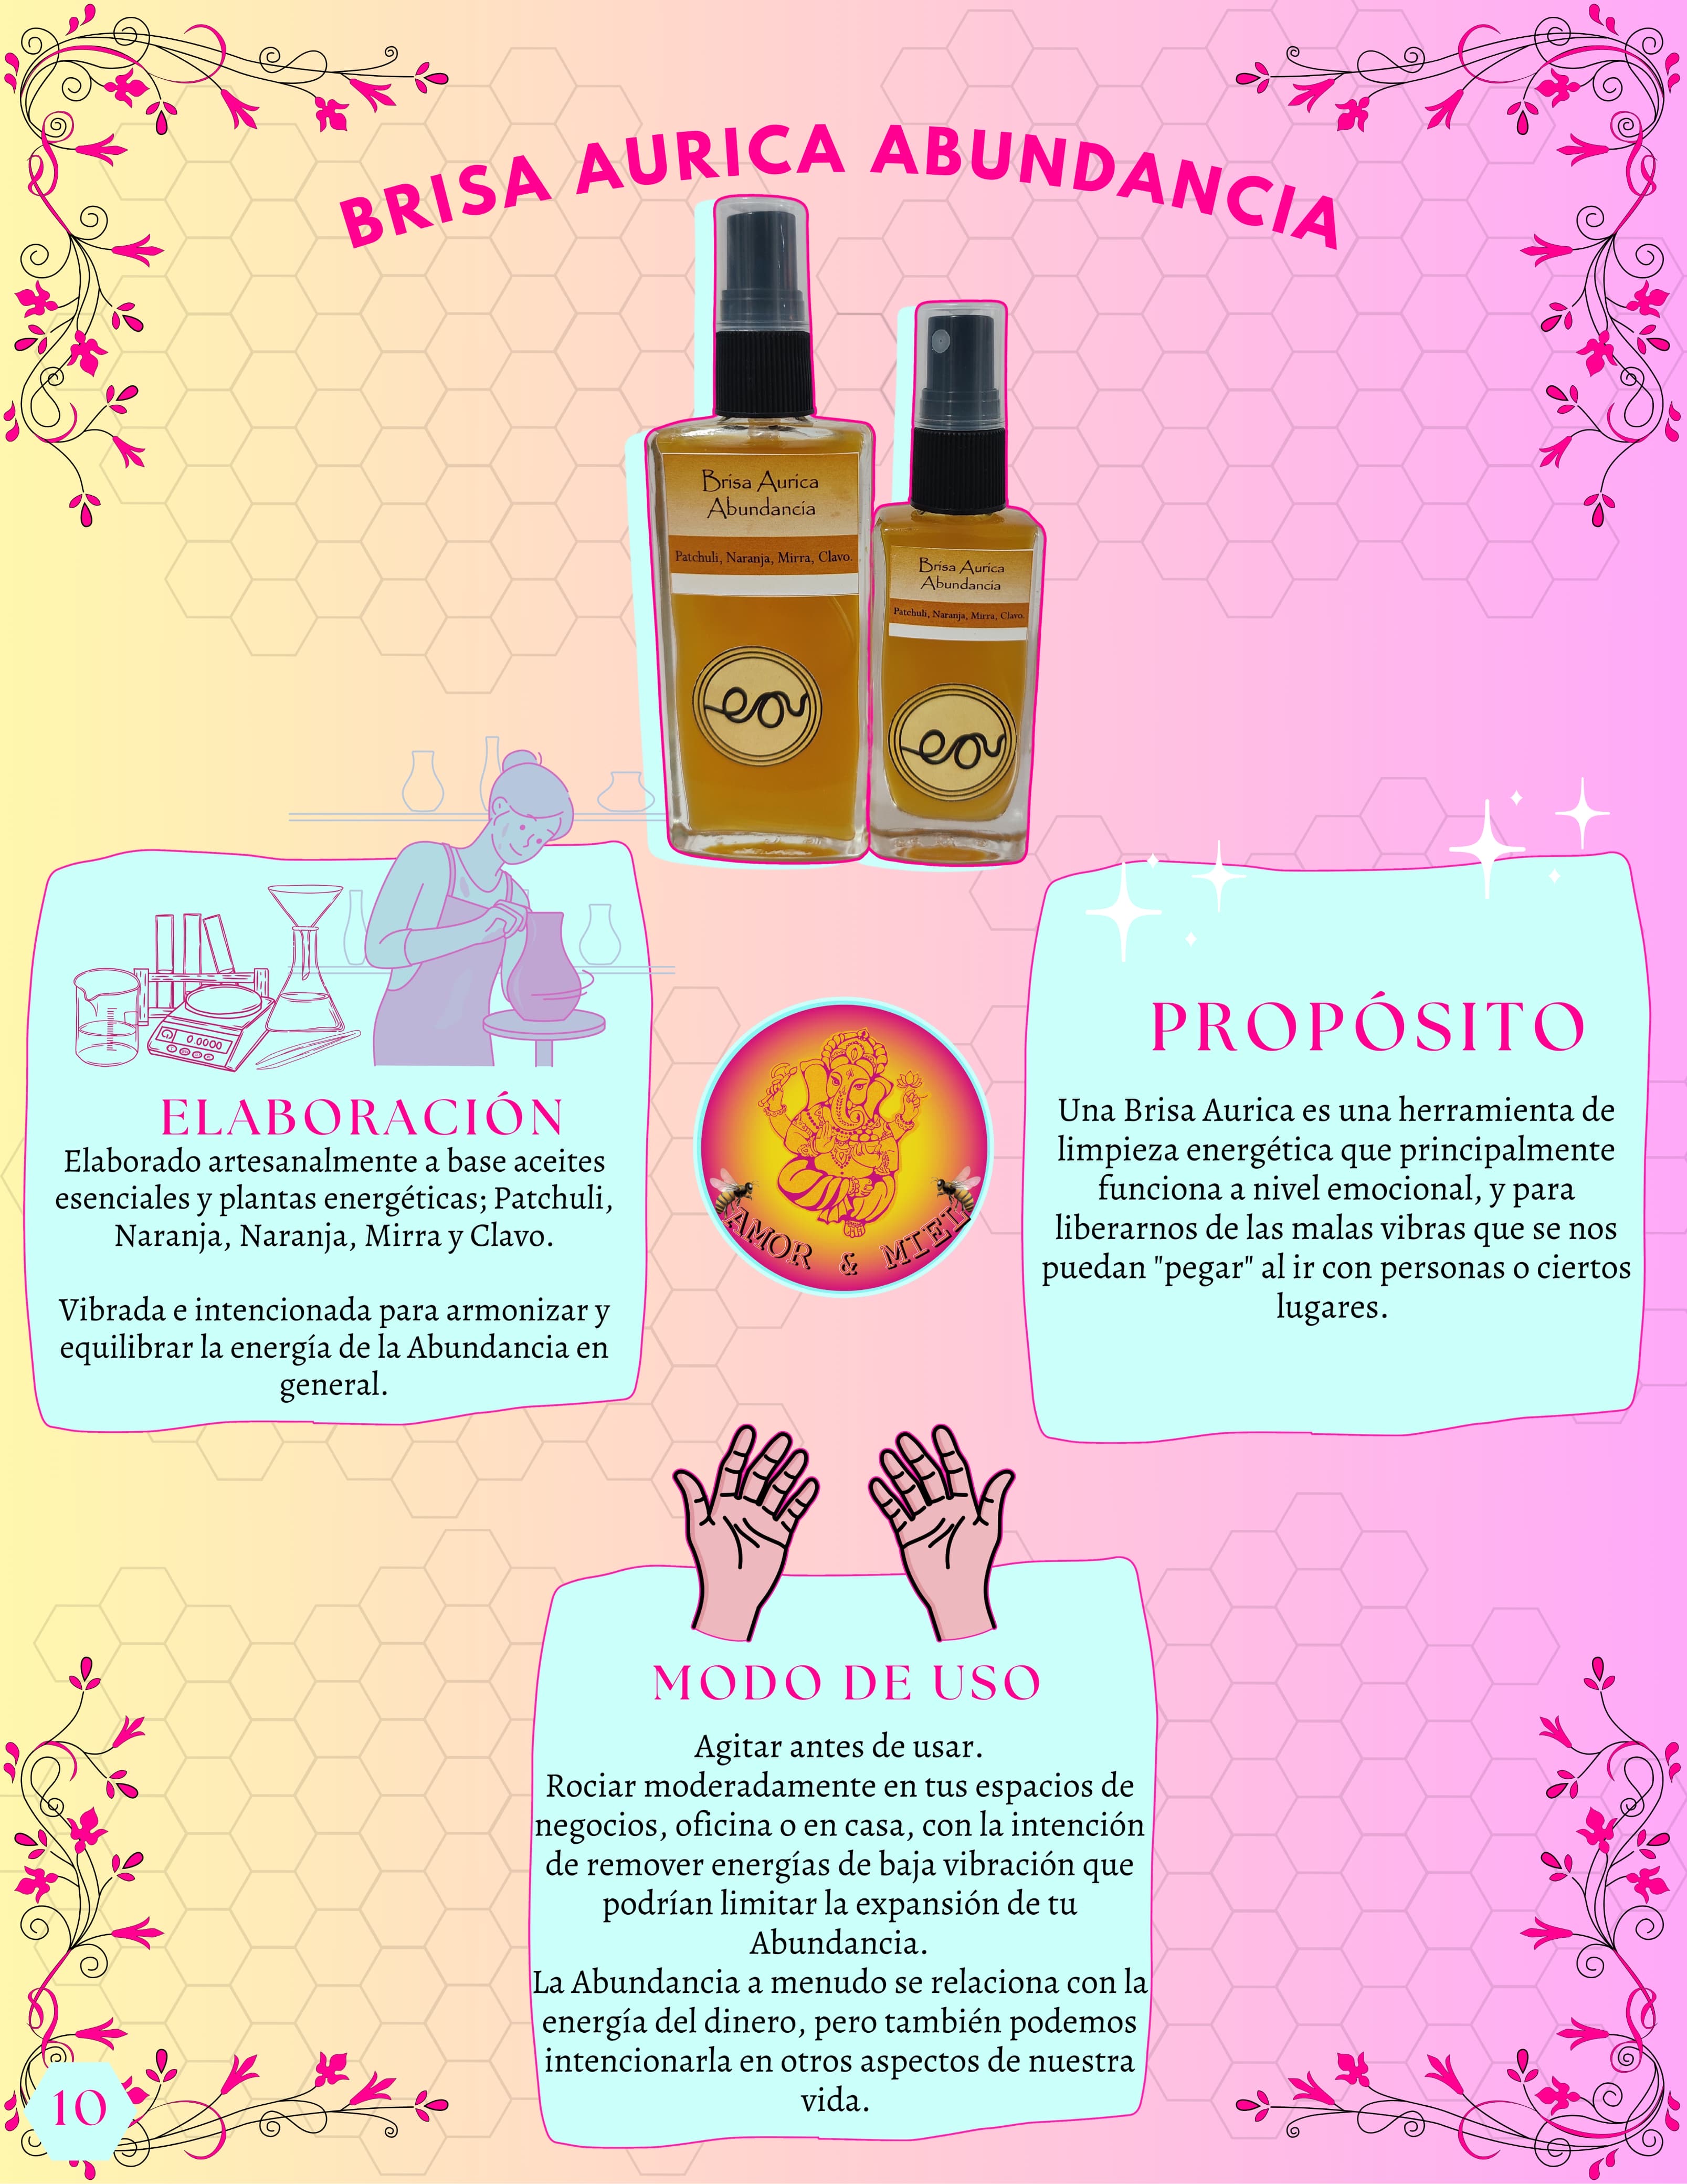 BRISA AURICA ABUNDANCIA
Brisa Aurica
Abundancia
Patchuli, Naranja, Mirra, Clavo.
Brisa Aurica
Abundancia
Patchuli, Naranja, Mirra, Clavo.
0.0000
ELABORACIÓN
Elaborado artesanalmente a base aceites
esenciales y plantas energéticas; Patchuli,
Naranja, Naranja, Mirra y Clavo.
Vibrada e intencionada para armonizar y
equilibrar la energía de la Abundancia en
general.
AMOR & MIEL
PROPÓSITO
Una Brisa Aurica es una herramienta de
limpieza energética que principalmente
funciona a nivel emocional, y para
liberarnos de las malas vibras que se nos
puedan "pegar" al ir con personas o ciertos
lugares.
MODO DE USO
Agitar antes de usar.
Rociar moderadamente en tus espacios de
negocios, oficina o en casa, con la intención
de remover energías de baja vibración que
podrían limitar la expansión de tu
Abundancia.
La Abundancia a menudo se relaciona con la
energía del dinero, pero también podemos
intencionarla en otros aspectos de nuestra
vida.
10